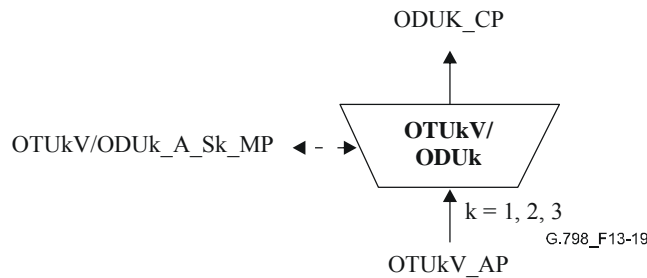 ODUK_CP
OTUkV/ODUk_A_Sk_MP
OTUkV/
ODUk
k = 1, 2, 3
G.798_F13-19
OTUkV_AP